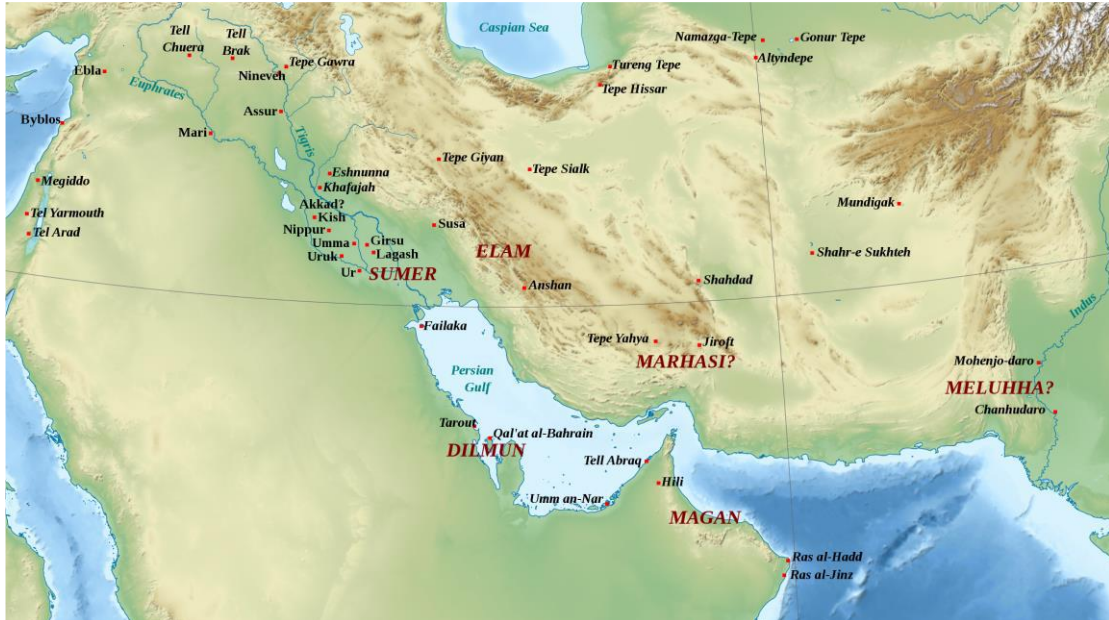 Caspian Sea
Tell
Chuera
Tell
Brak
Namazga-Tepe
Gonur Tepe
Altyndepe
Ebla
Tepe Gawra
Nineveh
Tureng Tepe
Tepe Hissar
Euphrates
Byblos
Assur
Mari
Tigris
Tepe Giyan
Tepe Sialk
Eshnunna
Khafajah
Megiddo
Akkad?
Kish
Mundigak
Tel Yarmouth
Tel Arad
Nippur
Susa
Umma
Girsu
Lagash
Uruk
ELAM
Shahr-e Sukhteh
Ur
SUMER
Anshan
Shahdad
Indus
Failaka
Tepe Yahya
Jiroft
MARHASI?
Mohenjo-daro
Persian
Gulf
MELUHHA?
Chanhudaro
Tarout
Qal'at al-Bahrain
DILMUN
Tell Abraq
Hili
Umm an-Nar
MAGAN
Ras al-Hadd
Ras al-Jinz